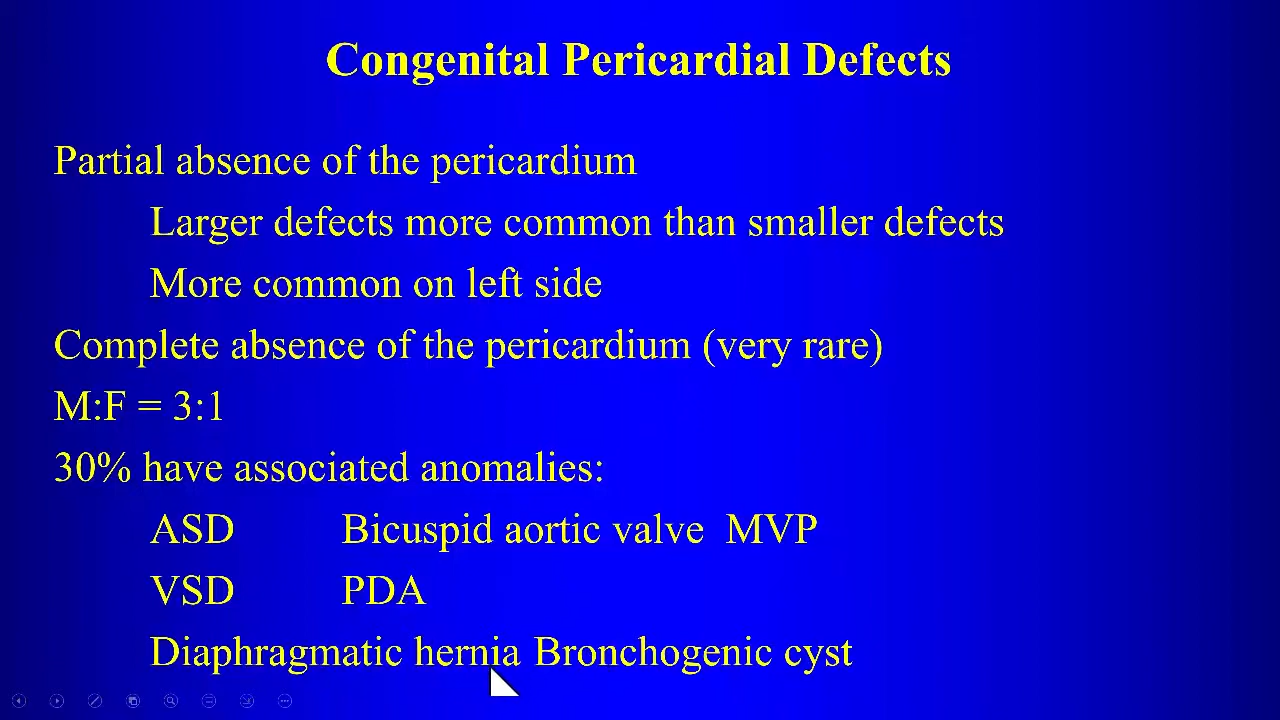 Congenital Pericardial Defects
Partial absence of the pericardium
Larger defects more common than smaller defects
More common on left side
Complete absence of the pericardium (very rare)
M:F = 3:1
30% have associated anomalies:
ASD Bicuspid aortic valve MVP
VSD PDA
Diaphragmatic hernia Bronchogenic cyst